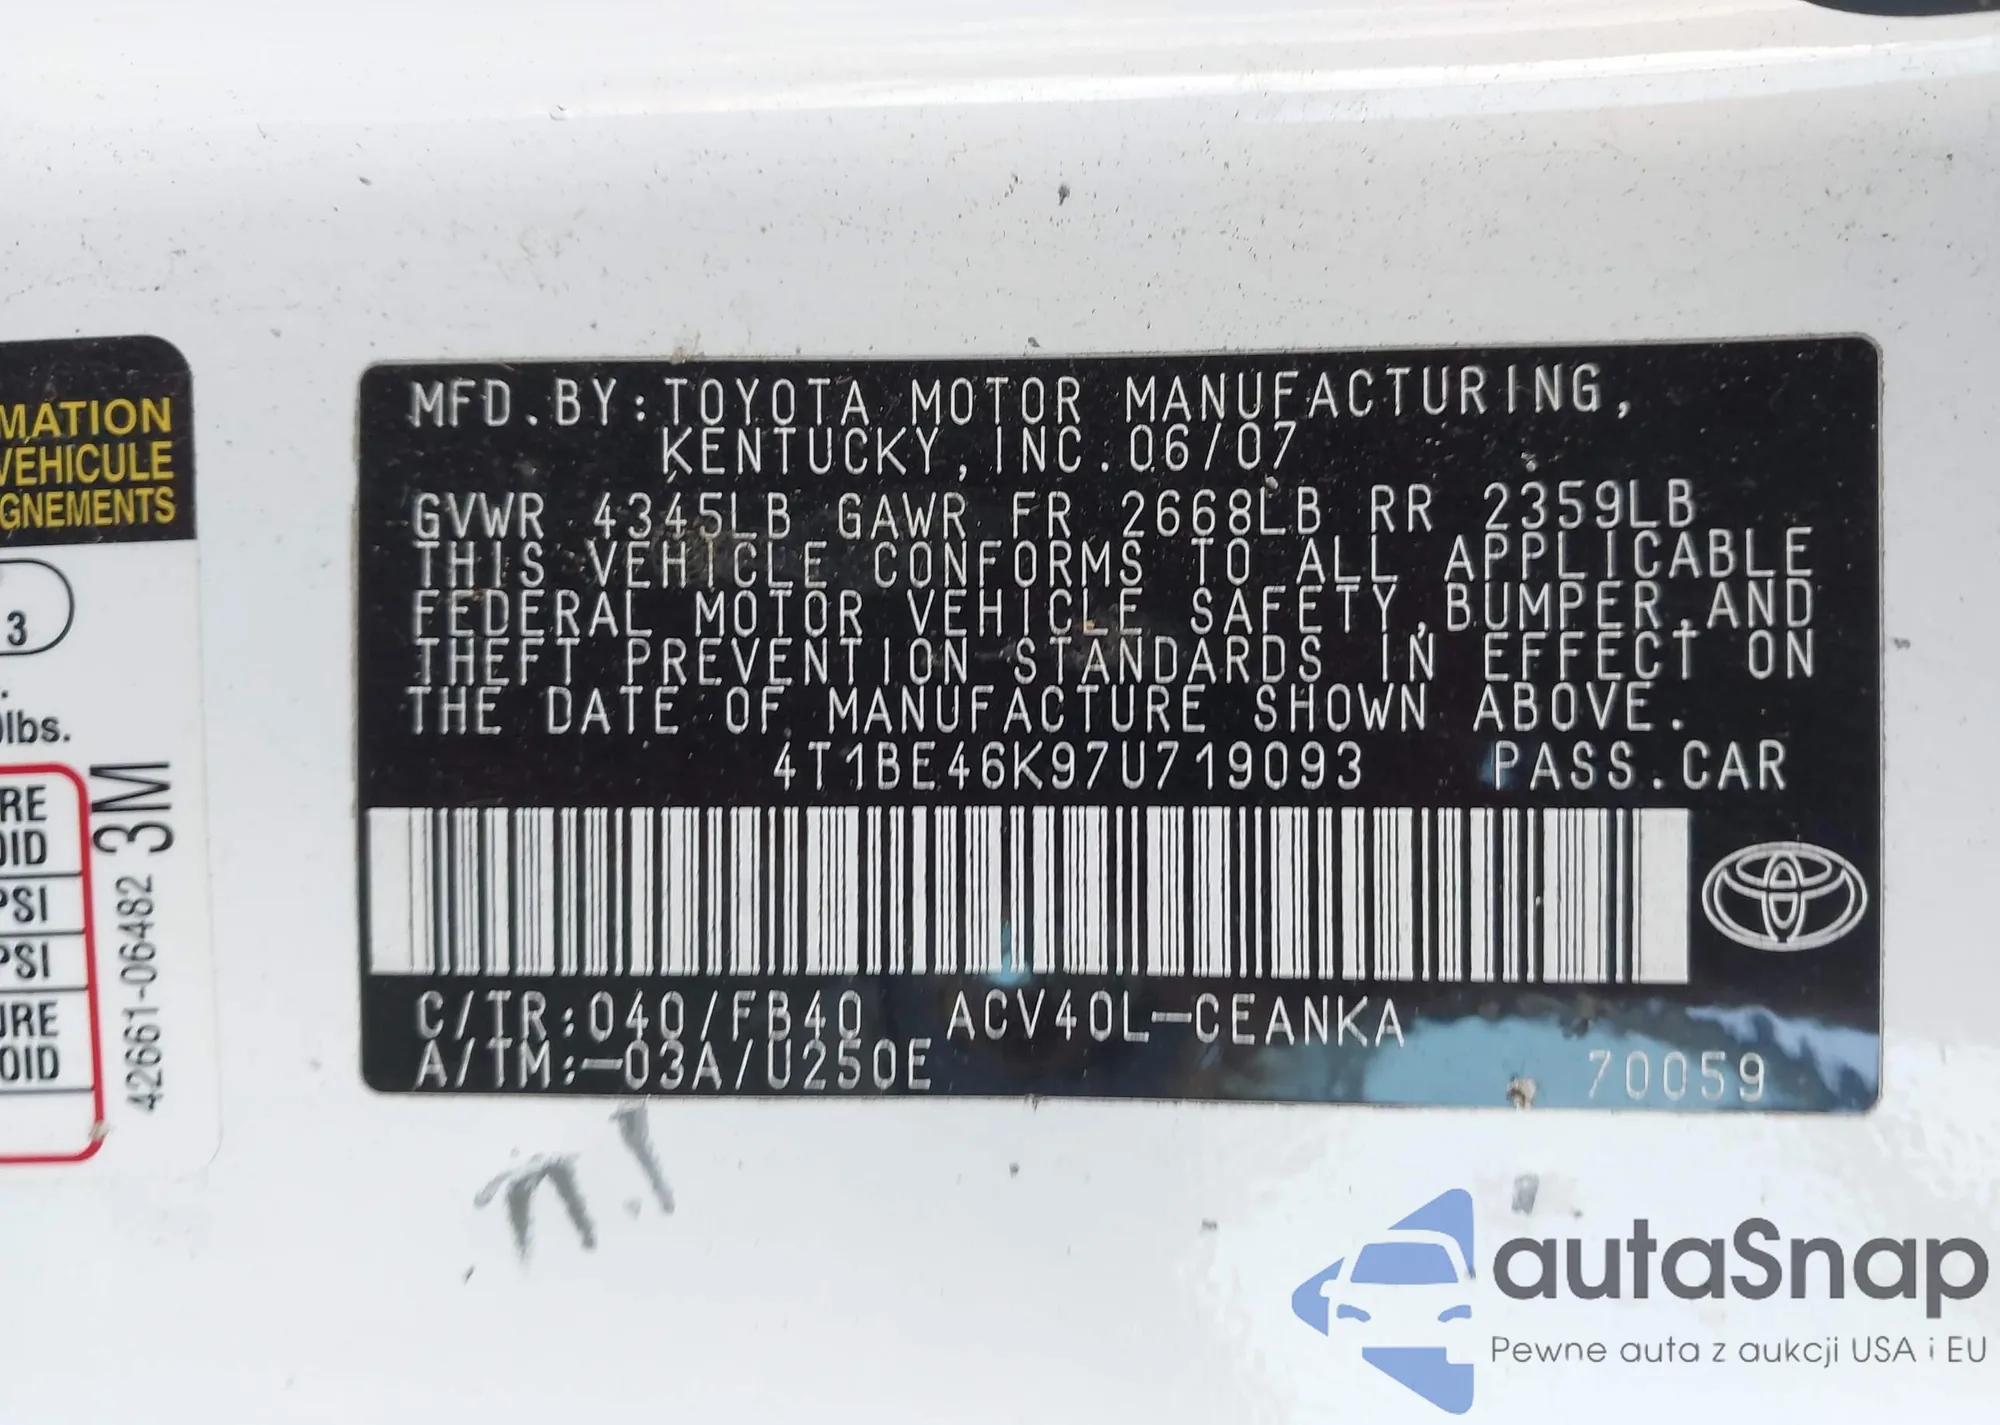 MFD.BY:TOYOTA MOTOR MANUFACTURING,
KENTUCKY,INC.06/07
GVWR 4345LB GAWR FR 2668LB RR 2359LB
THIS VEHICLE CONFORMS TO ALL APPLICABLE
FEDERAL MOTOR VEHICLE SAFETY,BUMPER,AND
THEFT PREVENTION STANDARDS IN EFFECT ON
THE DATE OF MANUFACTURE SHOWN ABOVE.
4T1BE46K97U719093 PASS.CAR
C/TR:040/FB40 ACV40L-CEANKA
A/TM:-03A/U250E
70059
MATION
VÉHICULE
GNEMENTS
3
lbs.
RE
OID
PSI
PSI
URE
OID
42661-06482 3M
autaSnap
Pewne auta z aukcji USA i EU